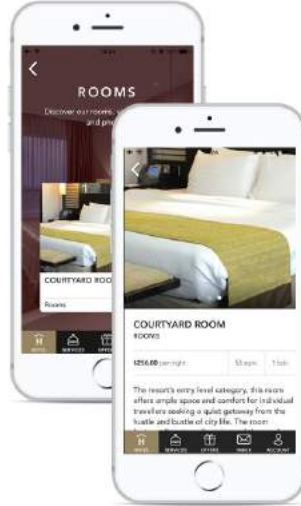 ROOMS
Discover our rooms,
and
COURTYARD ROO
Rooms
HOTEL
SERVICES
COURTYARD ROOM
ROOMS
$256.00 per night
1
The resort's entry level category, this room
offers ample space and comfort for individual
travellers seeking a quiet getaway from the
hustle and bustle of city life. The room
HOTEL SERVICES OFFERS INBOX ACCOUNT